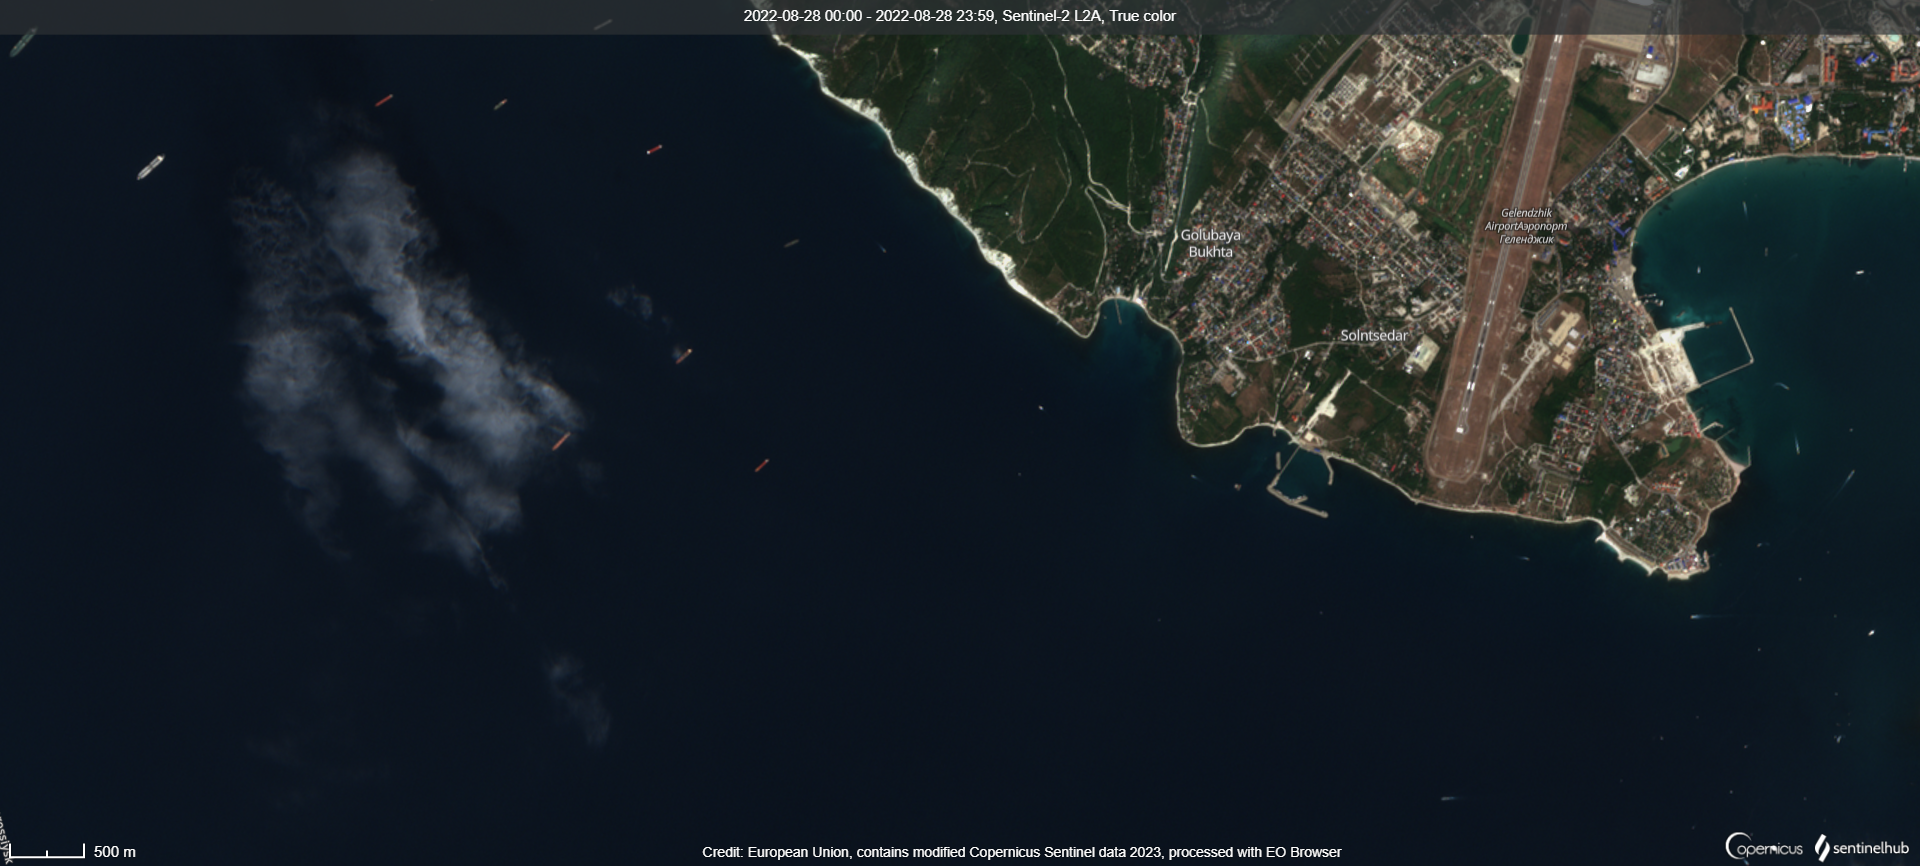 2022-08-28 00:00 - 2022-08-28 23:59, Sentinel-2 L2A, True color
Gelendzhik
AirportАэропорт
Геленджик
Golubaya
Bukhta
Solntsedar
500 m
Credit: European Union, contains modified Copernicus Sentinel data 2023, processed with EO Browser
Copernicus
sentinelhub